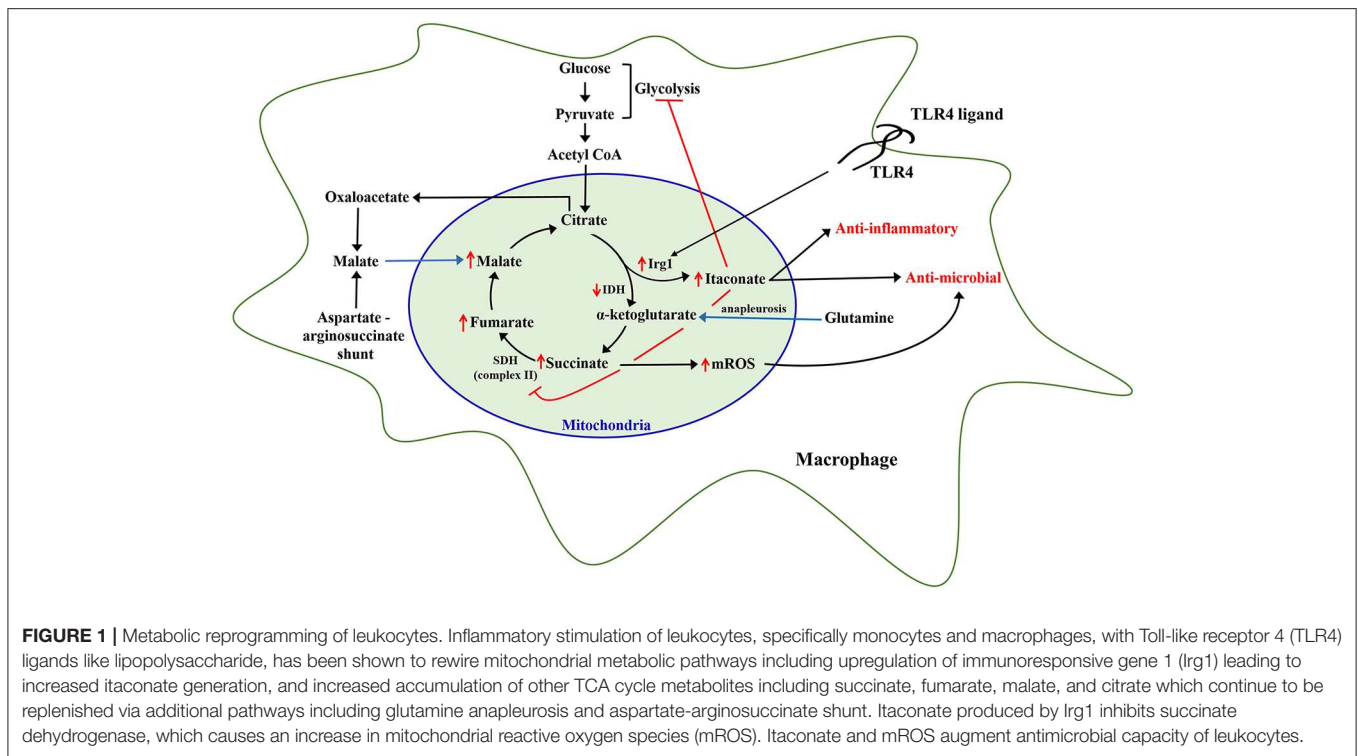 Glucose
Glycolysis
Pyruvate
Acetyl CoA
TLR4 ligand
TLR4
Oxaloacetate
Citrate
Malate
Malate
Irg1
Itaconate
Anti-inflammatory
Anti-microbial
IDH
α-ketoglutarate
anapleurosis
Glutamine
Aspartate -
arginosuccinate
shunt
Fumarate
SDH
(complex II)
Succinate
mROS
Mitochondria
Macrophage
FIGURE 1 | Metabolic reprogramming of leukocytes. Inflammatory stimulation of leukocytes, specifically monocytes and macrophages, with Toll-like receptor 4 (TLR4)
ligands like lipopolysaccharide, has been shown to rewire mitochondrial metabolic pathways including upregulation of immunoresponsive gene 1 (Irg1) leading to
increased itaconate generation, and increased accumulation of other TCA cycle metabolites including succinate, fumarate, malate, and citrate which continue to be
replenished via additional pathways including glutamine anapleurosis and aspartate-arginosuccinate shunt. Itaconate produced by Irg1 inhibits succinate
dehydrogenase, which causes an increase in mitochondrial reactive oxygen species (mROS). Itaconate and mROS augment antimicrobial capacity of leukocytes.